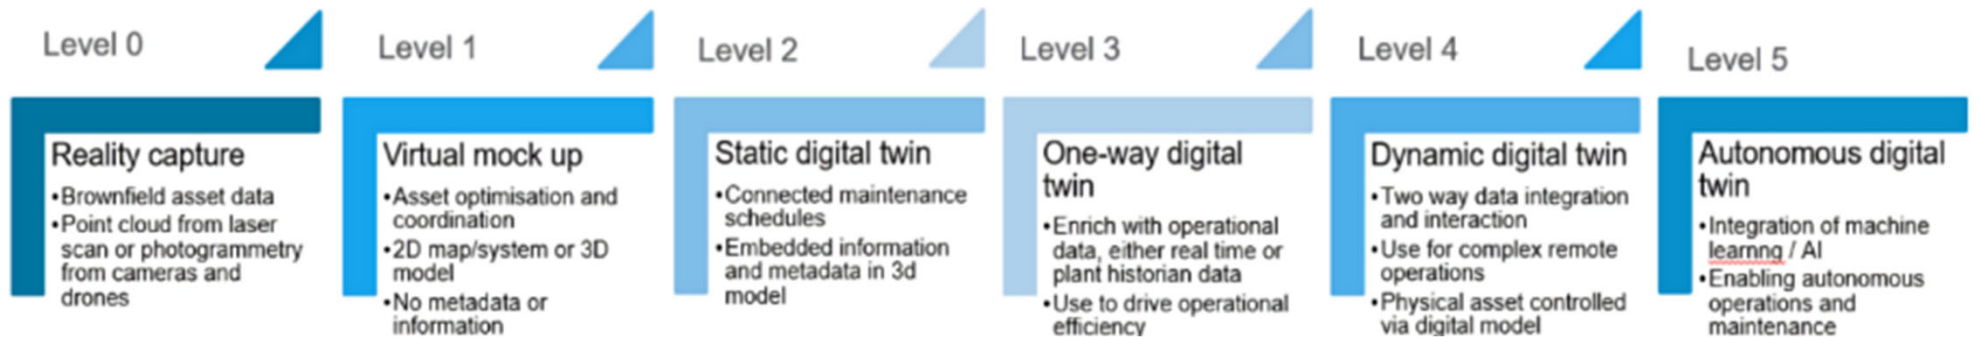 Level 0
Reality capture
•Brownfield asset data
•Point cloud from laser
scan or photogrammetry
from cameras and
drones
Level 1
Virtual mock up
•Asset optimisation and
coordination
•2D map/system or 3D
model
•No metadata or
information
Level 2
Static digital twin
•Connected maintenance
schedules
•Embedded information
and metadata in 3d
model
Level 3
One-way digital
twin
•Enrich with operational
data, either real time or
plant historian data
•Use to drive operational
efficiency
Level 4
Dynamic digital twin
•Two way data integration
and interaction
•Use for complex remote
operations
•Physical asset controlled
via digital model
Level 5
Autonomous digital
twin
•Integration of machine
learnng / AI
•Enabling autonomous
operations and
maintenance